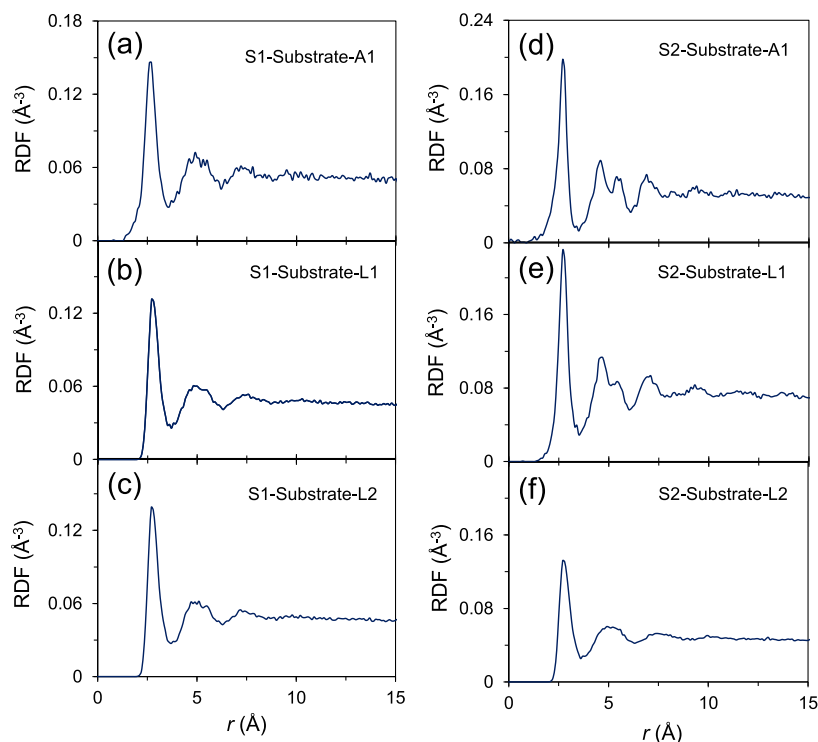 (a)
S1-Substrate-A1
RDF (Å-3)
0.18
0.12
0.06
0
(b)
S1-Substrate-L1
RDF (Å-3)
0.12
0.06
0
(c)
S1-Substrate-L2
RDF (Å-3)
0.12
0.06
0
0
5
10
15
r (Å)
(d)
S2-Substrate-A1
RDF (Å-3)
0.24
0.16
0.08
0
(e)
S2-Substrate-L1
RDF (Å-3)
0.16
0.08
0
(f)
S2-Substrate-L2
RDF (Å-3)
0.16
0.08
0
0
5
10
15
r (Å)